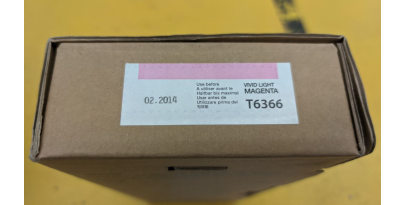 02.2014
Use before
A utiliser avant le
Haltbar bis maximal
Usar antes de
Utilizzare prima del
VIVID LIGHT
MAGENTA
T6366